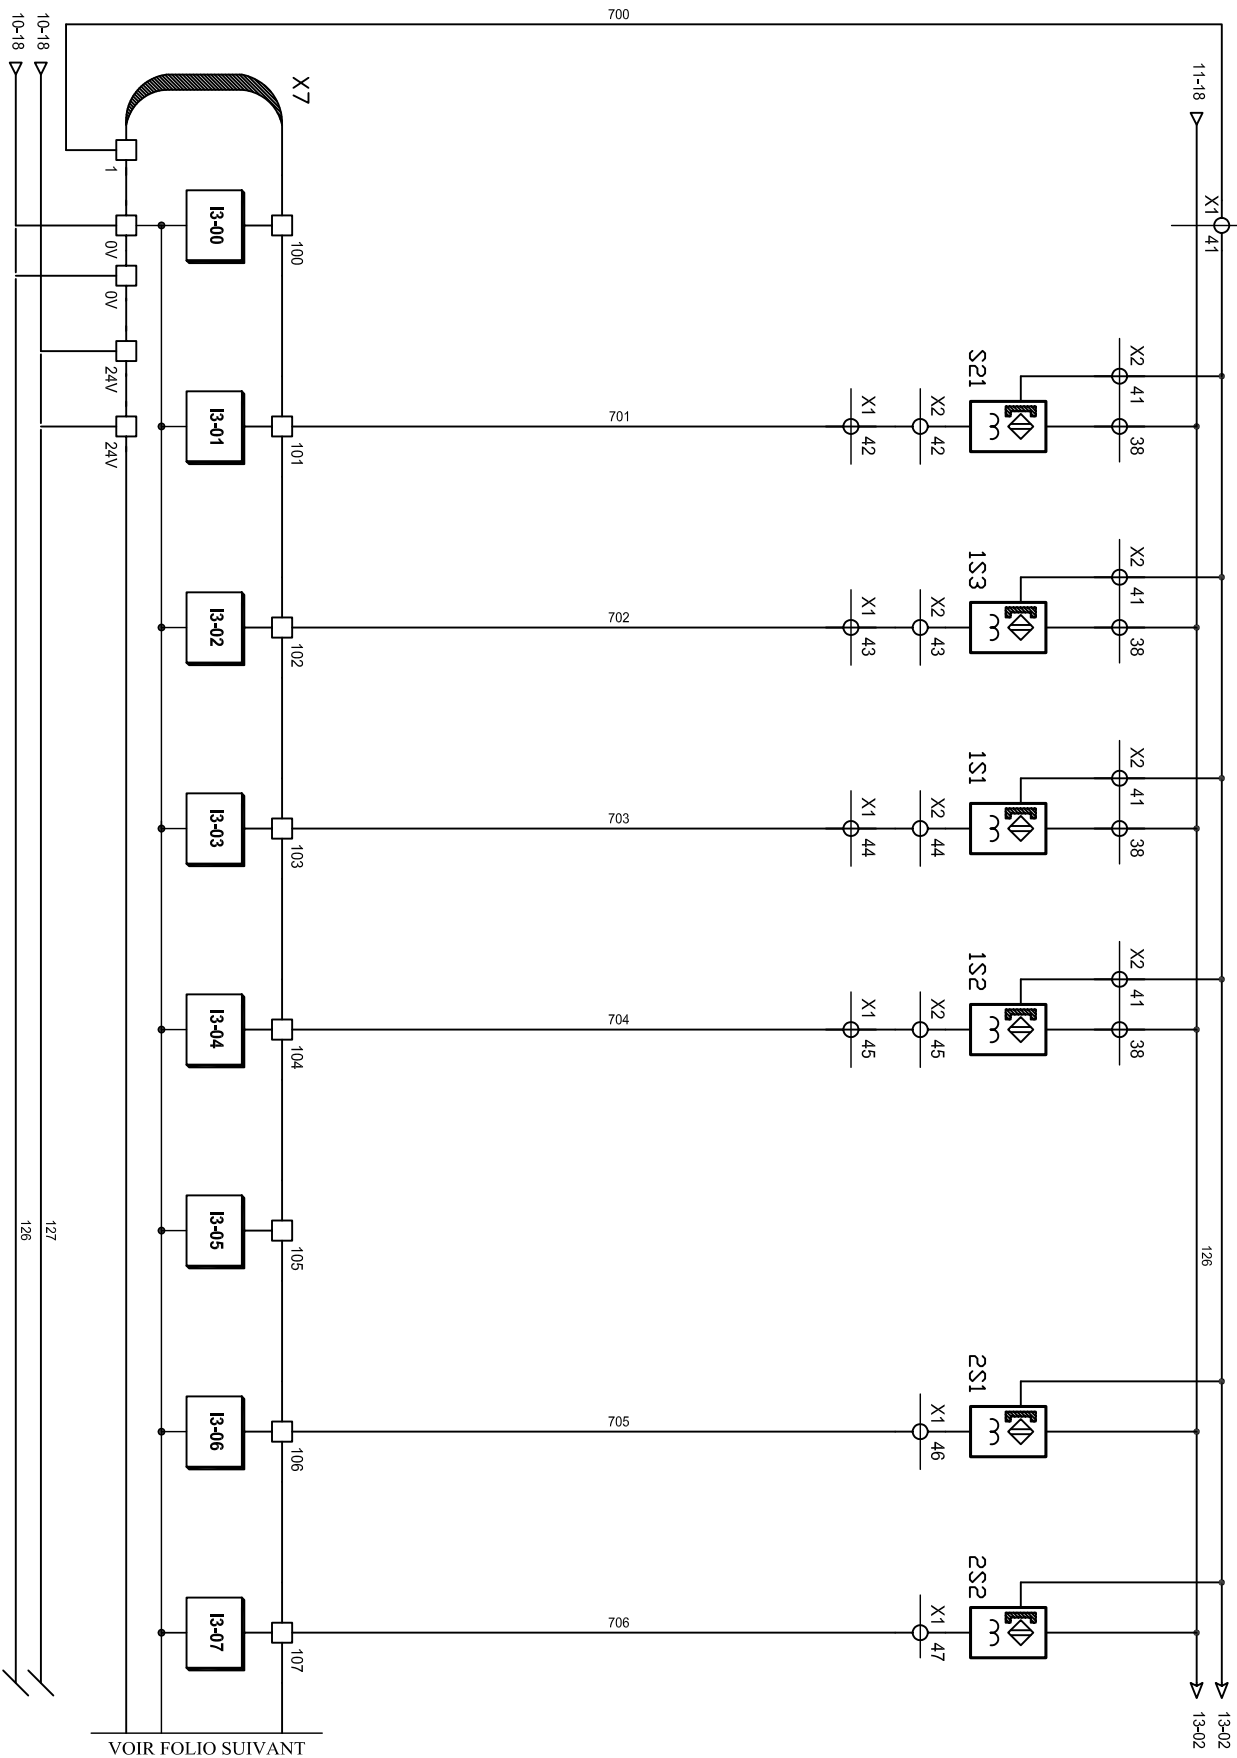 700
10-18
10-18
11-18
X7
X1
41
1
0V
0V
24V
24V
I3-00
100
I3-01
101
701
X1
42
X2
42
S21
X2
41
38
I3-02
102
702
X1
43
X2
43
1S3
X2
41
38
I3-03
103
703
X1
44
X2
44
1S1
X2
41
38
I3-04
104
704
X1
45
X2
45
1S2
X2
41
38
I3-05
105
126
127
126
I3-06
106
705
X1
46
2S1
I3-07
107
706
X1
47
2S2
13-02
13-02
VOIR FOLIO SUIVANT